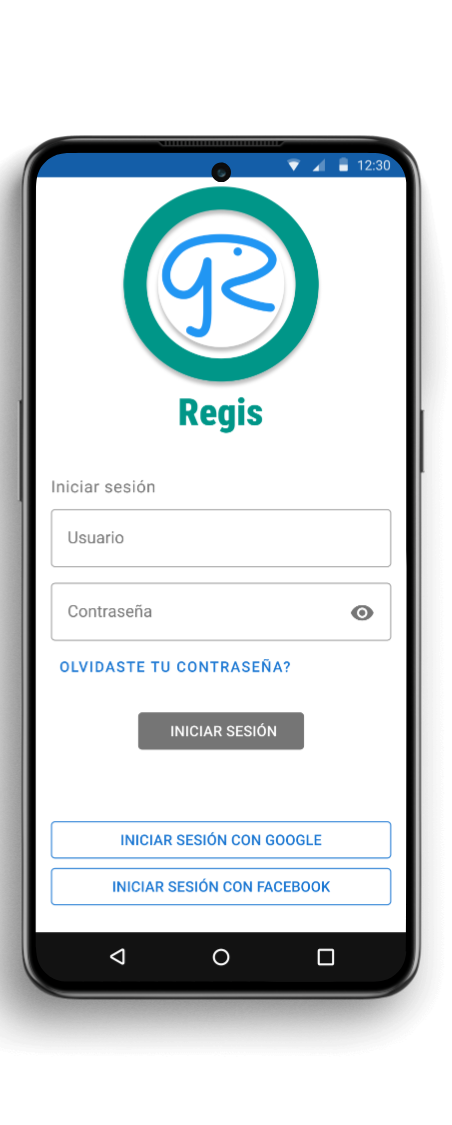 12:30
Regis
Iniciar sesión
Usuario
Contraseña
OLVIDASTE TU CONTRASEÑA?
INICIAR SESIÓN
INICIAR SESIÓN CON GOOGLE
INICIAR SESIÓN CON FACEBOOK